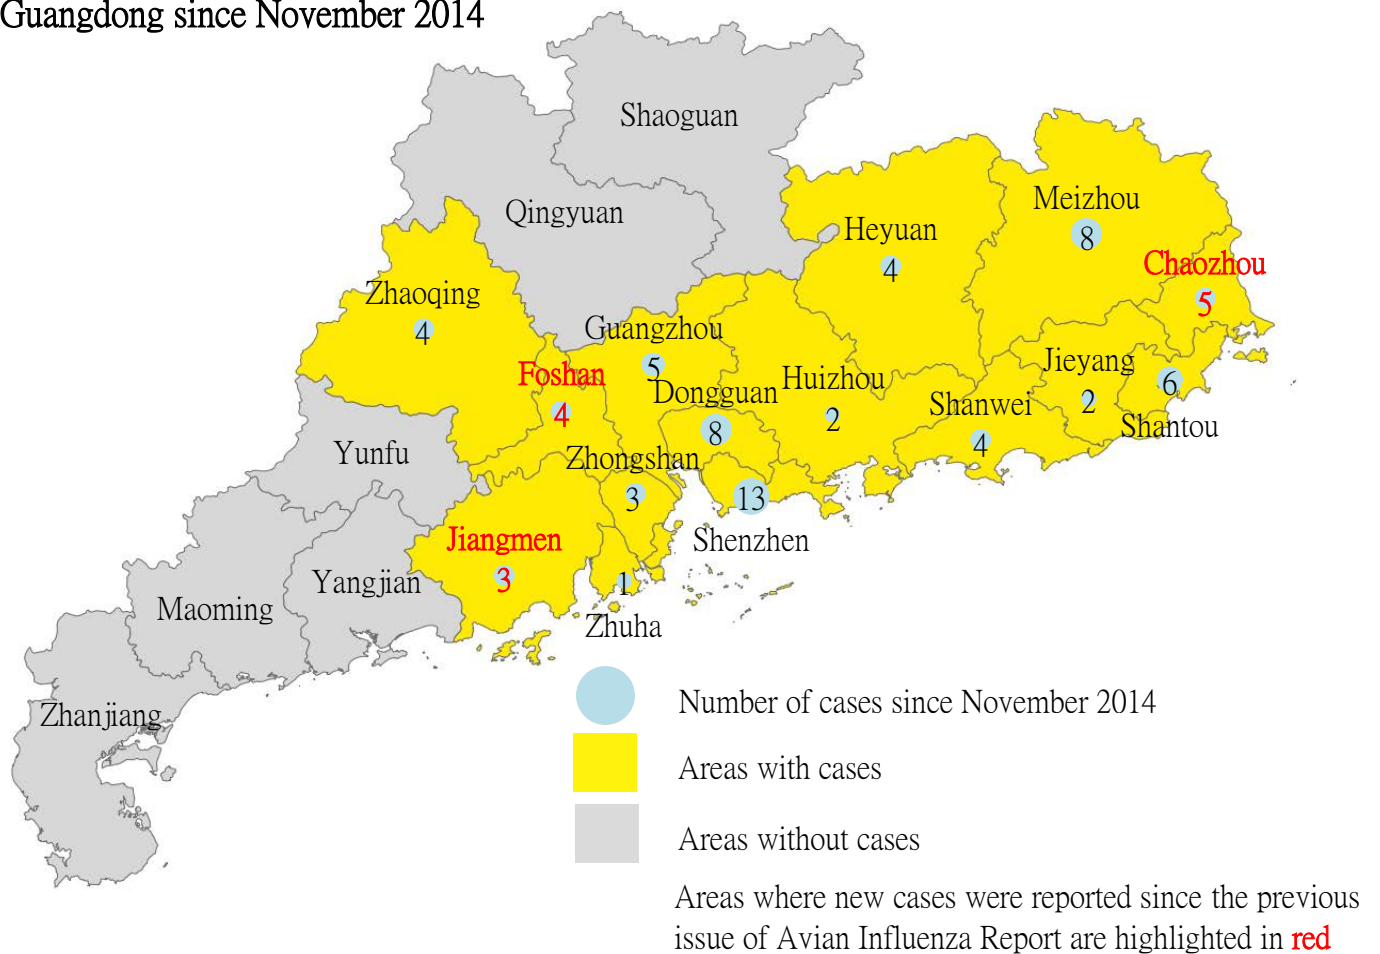 Guangdong since November 2014
Shaoguan
Meizhou
8
Qingyuan
Heyuan
4
Chaozhou
5
Zhaoqing
4
Guangzhou
5
Jieyang
2
Foshan
4
Dongguan
8
Huizhou
2
Shanwei
4
6
Shantou
Yunfu
Zhongshan
3
13
Shenzhen
Jiangmen
3
Yangjian
1
Zhuha
Maoming
Zhanjiang
Number of cases since November 2014
Areas with cases
Areas without cases
Areas where new cases were reported since the previous
issue of Avian Influenza Report are highlighted in red